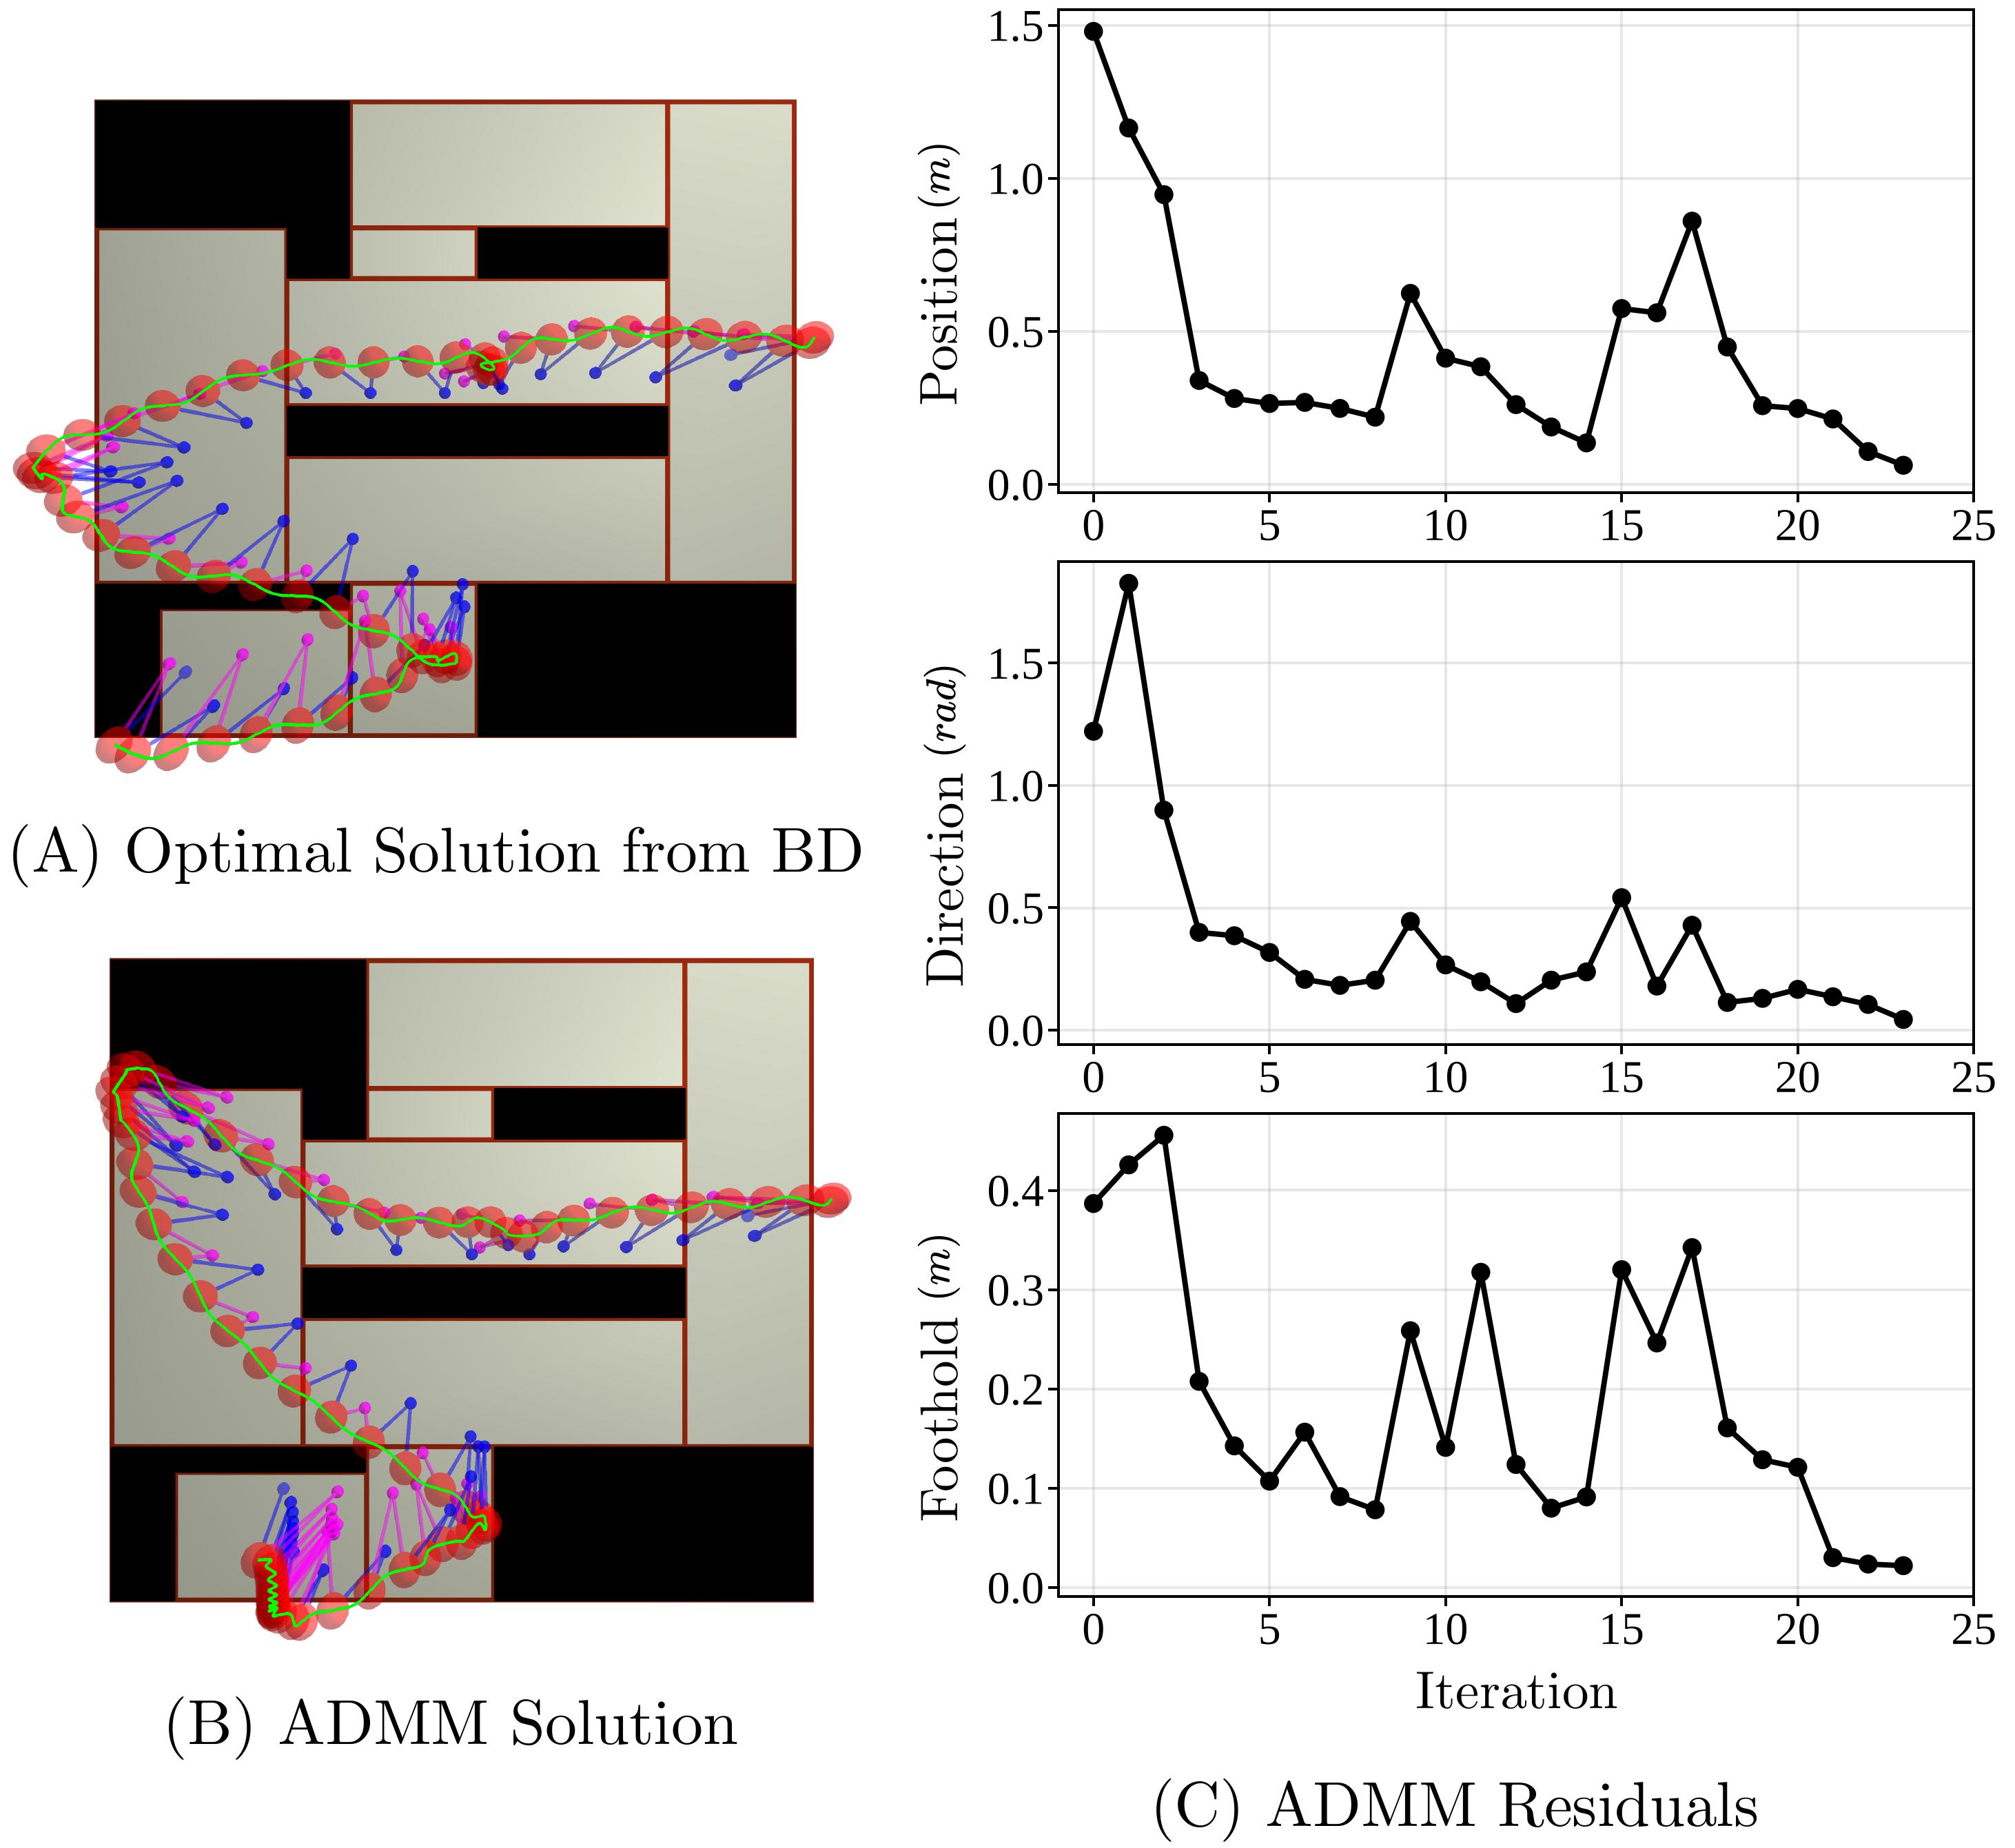 (A) Optimal Solution from BD
(B) ADMM Solution
Position (m)
1.5
1.0
0.5
0.0
0 5 10 15 20 25
Direction (rad)
1.5
1.0
0.5
0.0
0 5 10 15 20 25
Foothold (m)
0.4
0.3
0.2
0.1
0.0
0 5 10 15 20 25
Iteration
(C) ADMM Residuals